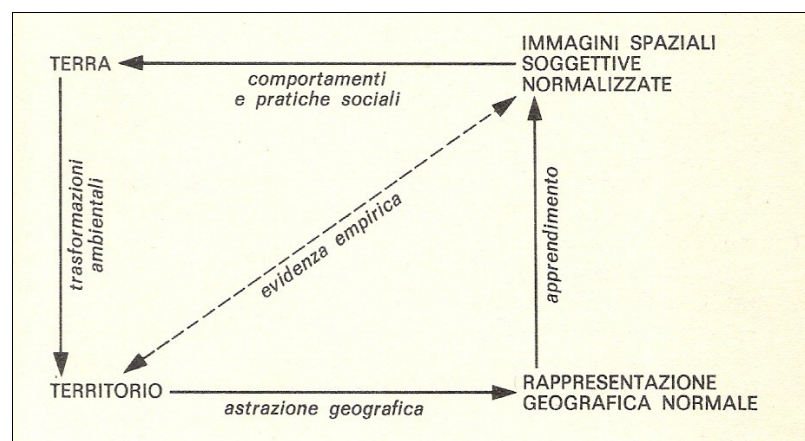 TERRA
IMMAGINI SPAZIALI
SOGGETTIVE
NORMALIZZATE
comportamenti
e pratiche sociali
trasformazioni
ambientali
evidenza empirica
apprendimento
TERRITORIO
astrazione geografica
RAPPRESENTAZIONE
GEOGRAFICA NORMALE